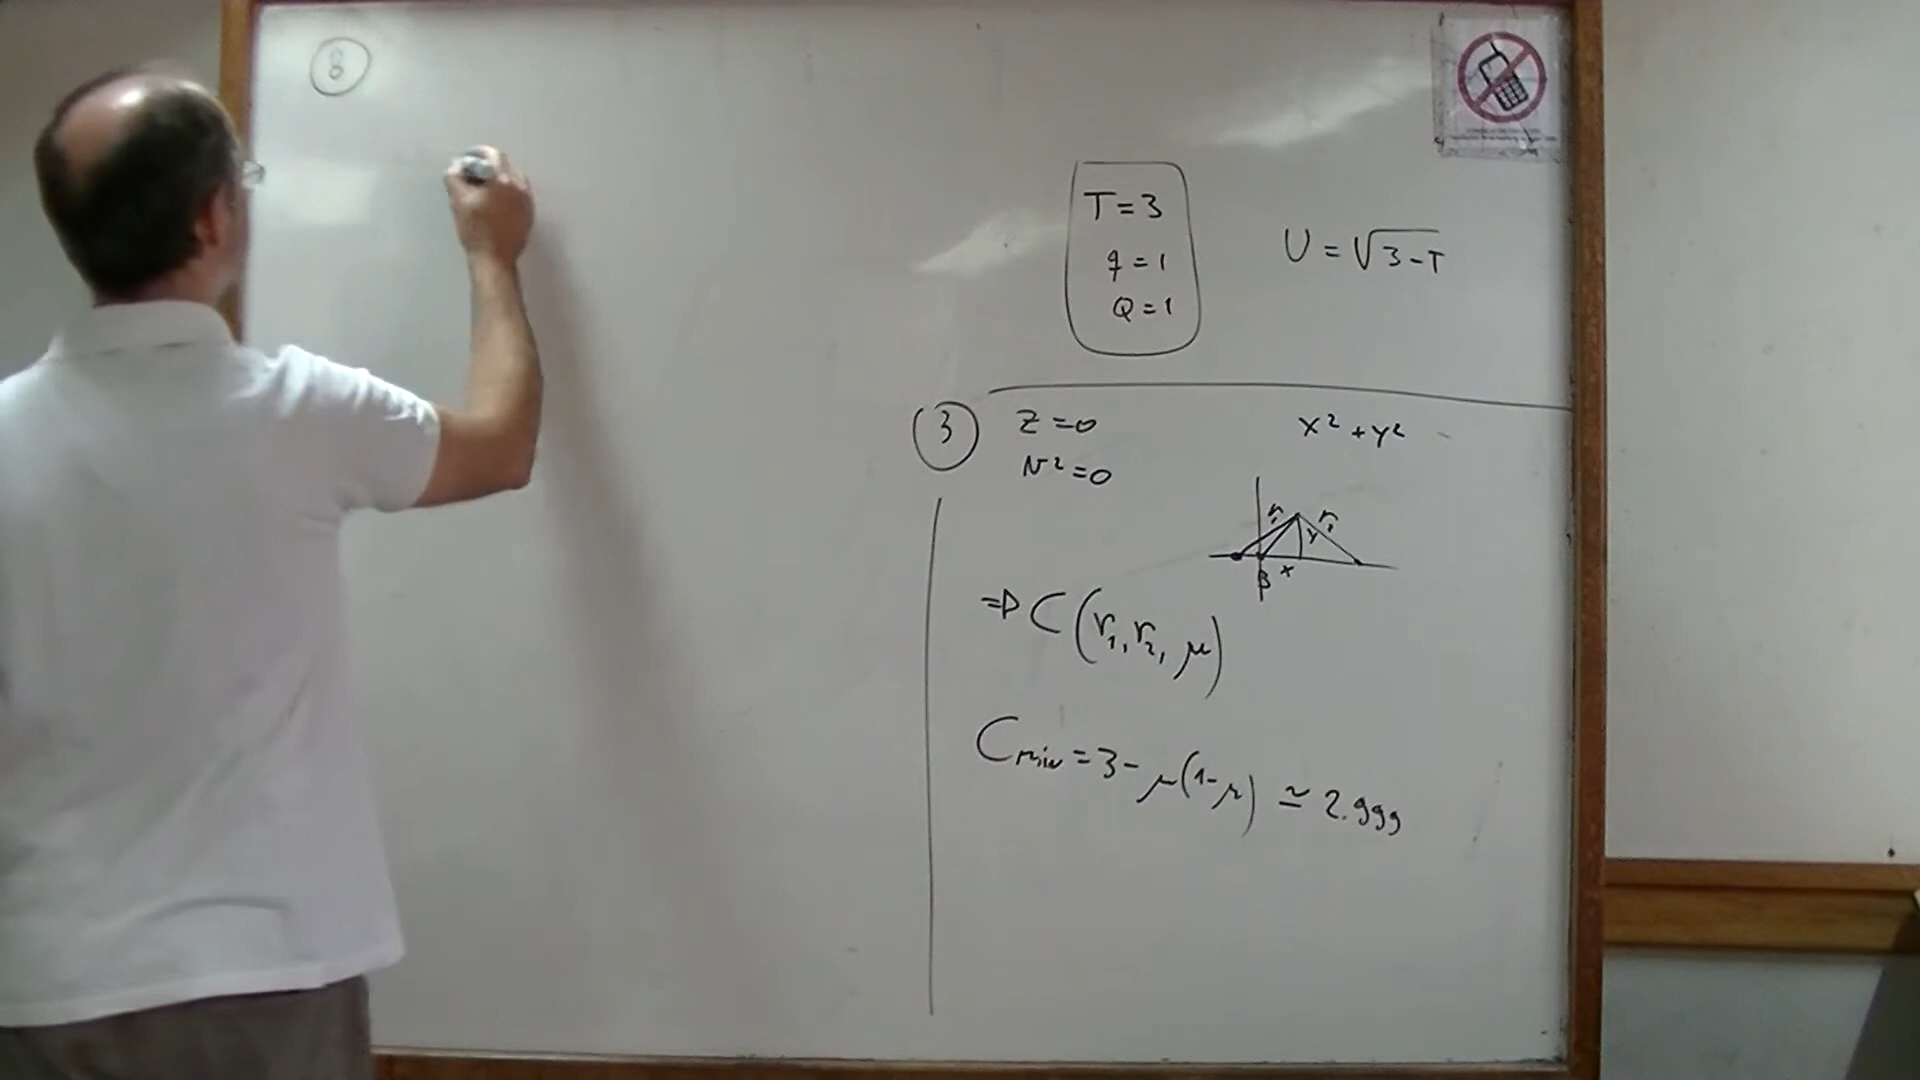 8
T=3
q=1
Q=1
U=√3-T
3
z=0
x²+y²
N²=0
r₁
r₂
y
B
x
⇒ C(r₁, r₂, μ)
Cmin=3-μ(1-μ) ≃ 2.999